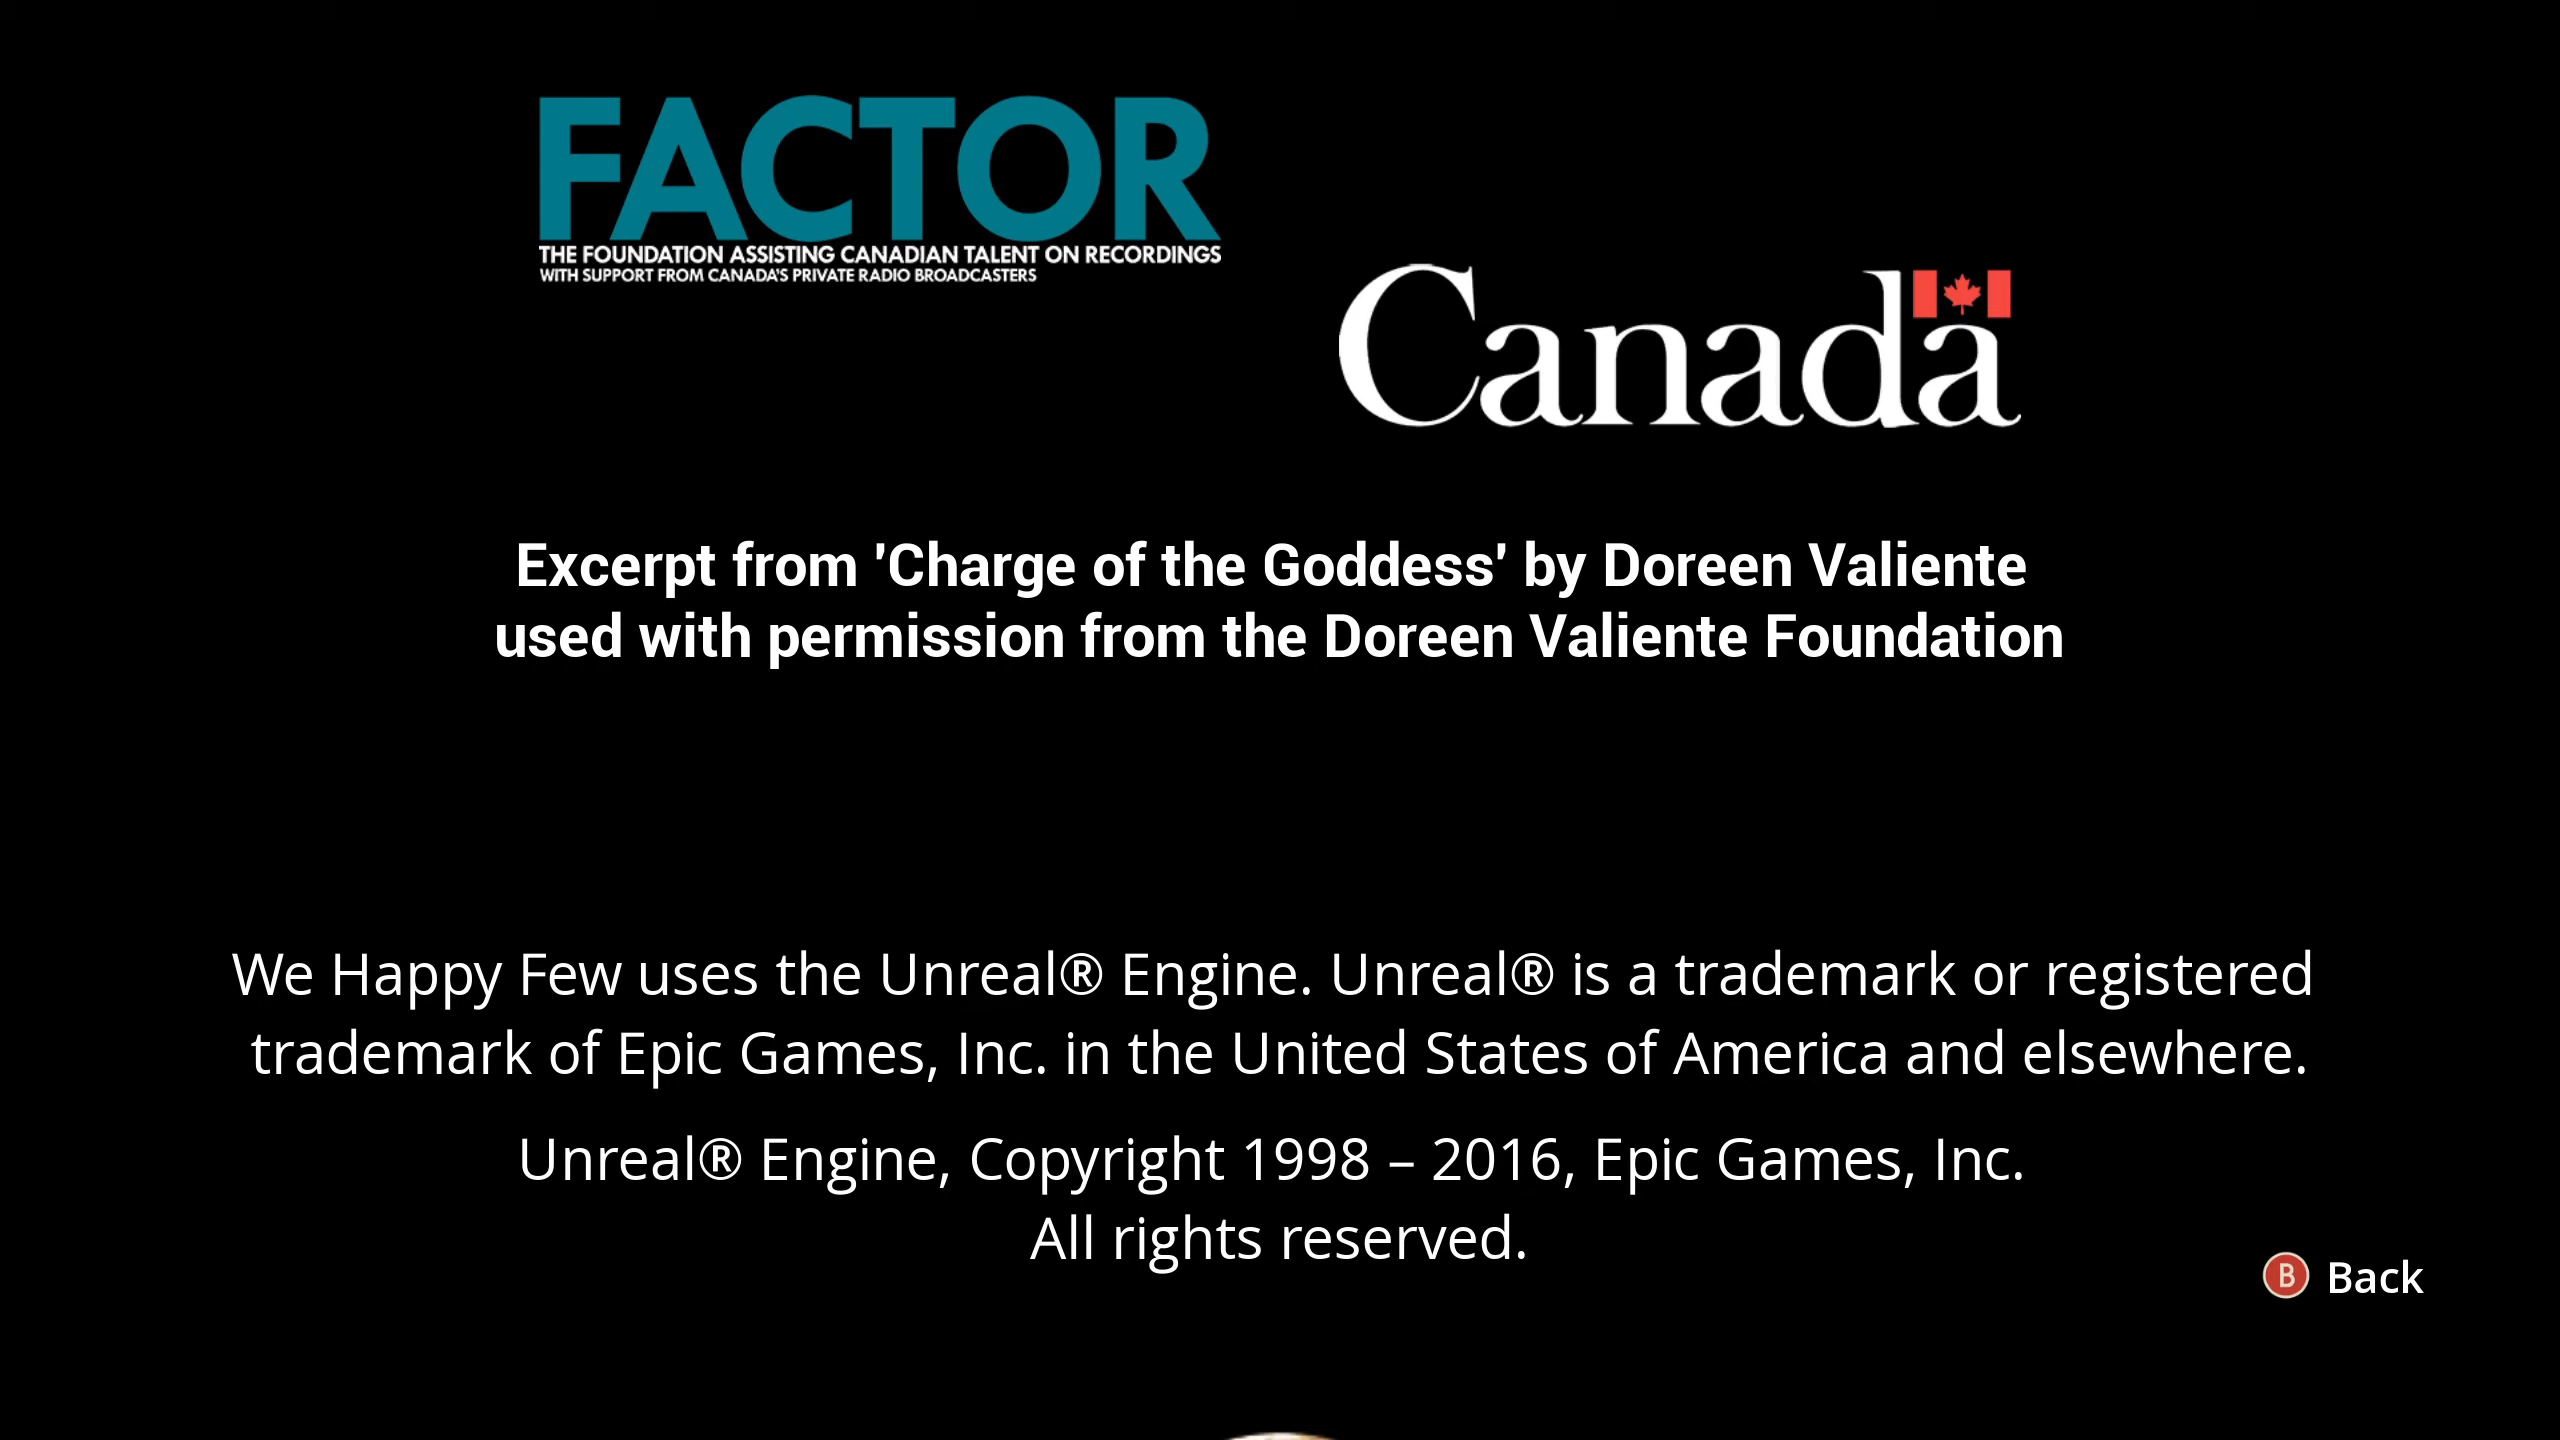 FACTOR
THE FOUNDATION ASSISTING CANADIAN TALENT ON RECORDINGS
WITH SUPPORT FROM CANADA'S PRIVATE RADIO BROADCASTERS
Canada
Excerpt from 'Charge of the Goddess' by Doreen Valiente
used with permission from the Doreen Valiente Foundation
We Happy Few uses the Unreal® Engine. Unreal® is a trademark or registered
trademark of Epic Games, Inc. in the United States of America and elsewhere.
Unreal® Engine, Copyright 1998 – 2016, Epic Games, Inc.
All rights reserved.
B Back